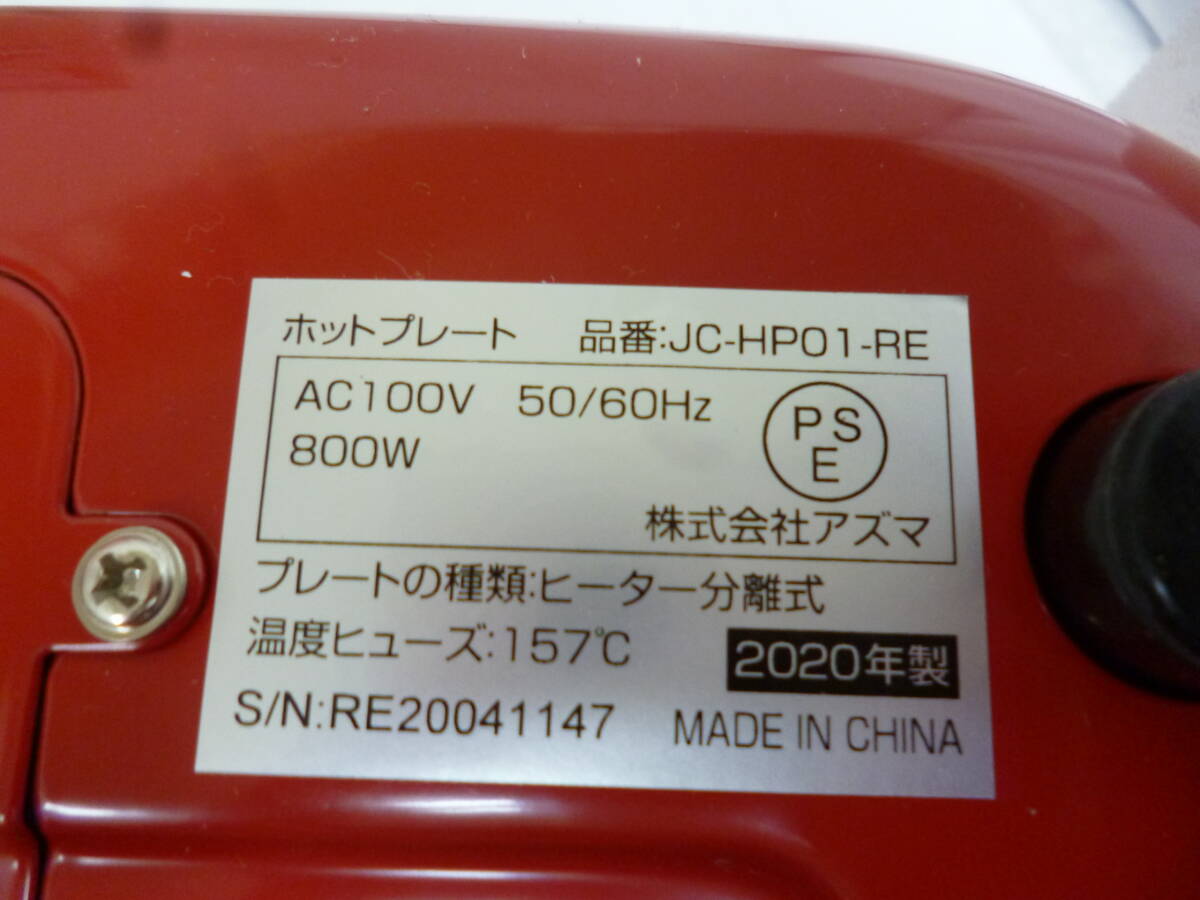 ホットプレート 品番:JC-HP01-RE
AC100V 50/60Hz
800W
PS
E
株式会社アズマ
プレートの種類:ヒーター分離式
温度ヒューズ:157℃
2020年製
S/N:RE20041147
MADE IN CHINA